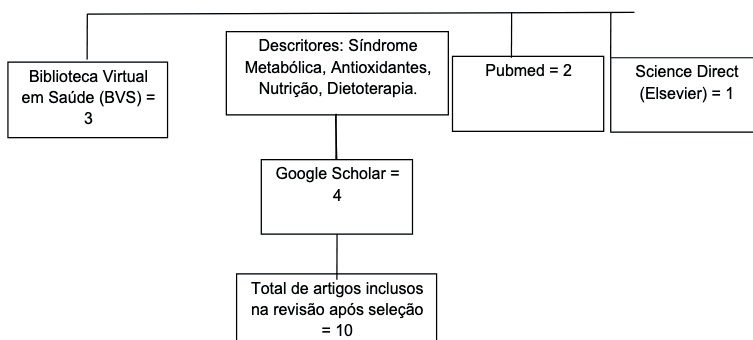 Biblioteca Virtual
em Saúde (BVS) =
3
Descritores: Síndrome
Metabólica, Antioxidantes,
Nutrição, Dietoterapia.
Pubmed = 2
Science Direct
(Elsevier) = 1
Google Scholar =
4
Total de artigos inclusos
na revisão após seleção
= 10